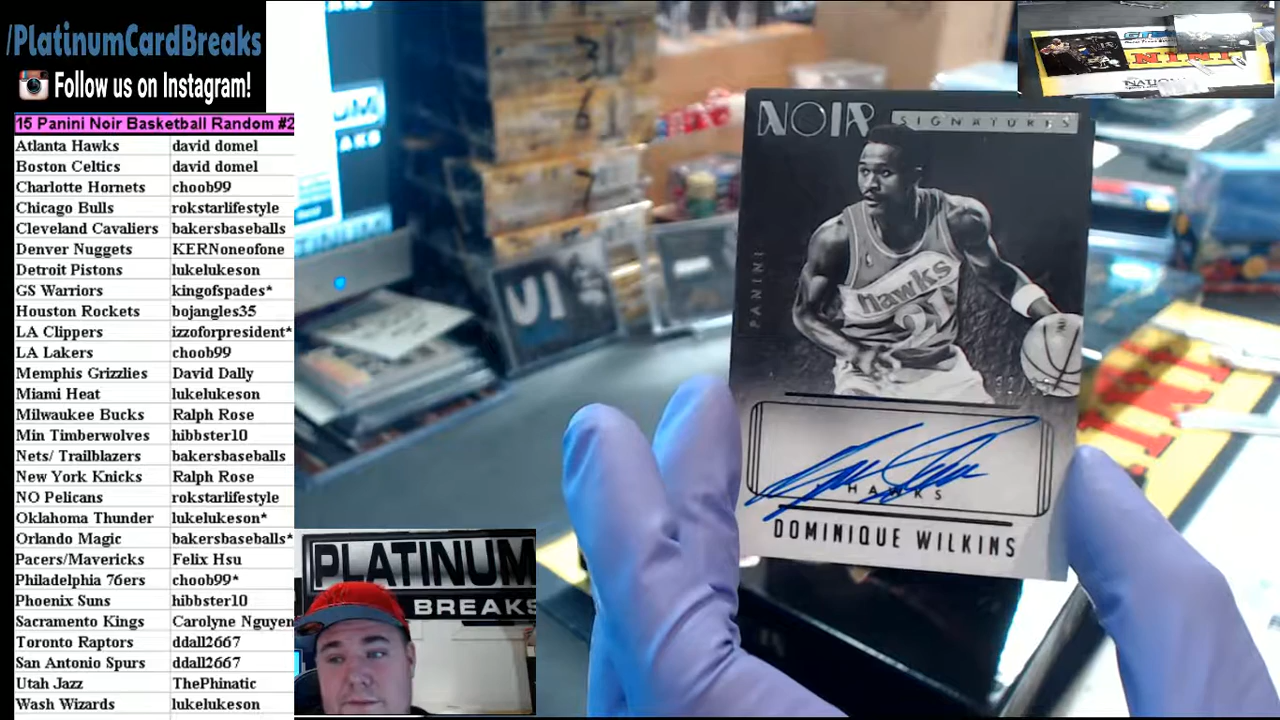 /PlatinumCardBreaks
Follow us on Instagram!
15 Panini Noir Basketball Random #2
Atlanta Hawks david domel
Boston Celtics david domel
Charlotte Hornets choob99
Chicago Bulls rokstarlifestyle
Cleveland Cavaliers bakersbaseballs
Denver Nuggets KERNoneofone
Detroit Pistons lukelukeson
GS Warriors kingofspades*
Houston Rockets bojangles35
LA Clippers izzoforpresident*
LA Lakers choob99
Memphis Grizzlies David Dally
Miami Heat lukelukeson
Milwaukee Bucks Ralph Rose
Min Timberwolves hibbster10
Nets/ Trailblazers bakersbaseballs
New York Knicks Ralph Rose
NO Pelicans rokstarlifestyle
Oklahoma Thunder lukelukeson*
Orlando Magic bakersbaseballs*
Pacers/Mavericks Felix Hsu
Philadelphia 76ers choob99*
Phoenix Suns hibbster10
Sacramento Kings Carolyne Nguyen
Toronto Raptors ddall2667
San Antonio Spurs ddall2667
Utah Jazz ThePhinatic
Wash Wizards lukelukeson
NOIR SIGNATURES
PANINI
Hawks
21
HAWKS
DOMINIQUE WILKINS
PLATINUM
BREAKS